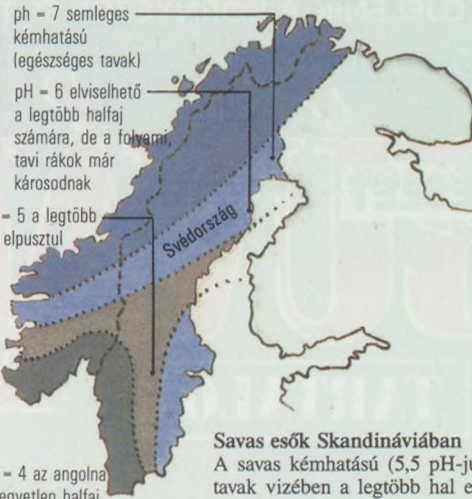 ph = 7 semleges
kémhatású
(egészséges tavak)
pH = 6 elviselhető
a legtöbb halfaj
számára, de a folyami,
tavi rákok már
károsodnak
= 5 a legtöbb
elpusztul
Svédország
= 4 az angolna
egyetlen halfaj
Savas esők Skandináviában
A savas kémhatású (5,5 pH-ju
tavak vizében a legtöbb hal e